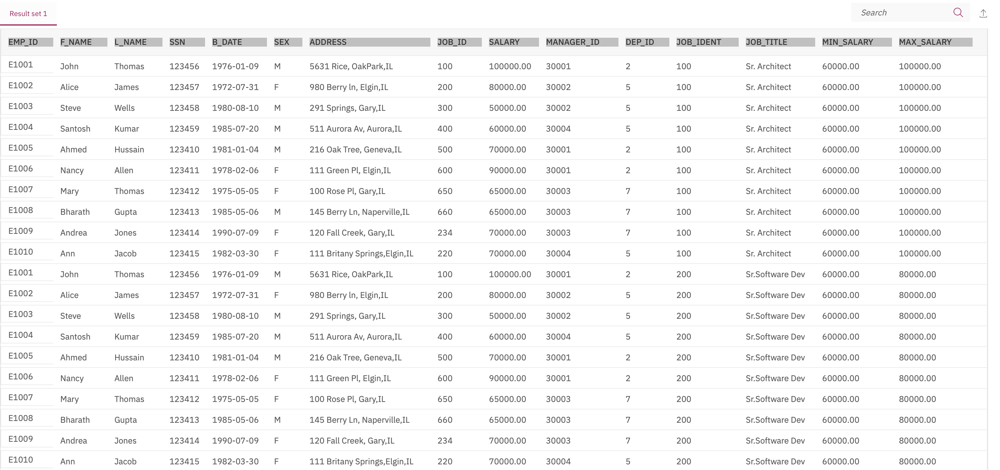 Result set 1
Search
EMP_ID F_NAME L_NAME SSN B_DATE SEX ADDRESS JOB_ID SALARY MANAGER_ID DEP_ID JOB_IDENT JOB_TITLE MIN_SALARY MAX_SALARY
E1001 John Thomas 123456 1976-01-09 M 5631 Rice, OakPark,IL 100 100000.00 30001 2 100 Sr. Architect 60000.00 100000.00
E1002 Alice James 123457 1972-07-31 F 980 Berry ln, Elgin,IL 200 80000.00 30002 5 100 Sr. Architect 60000.00 100000.00
E1003 Steve Wells 123458 1980-08-10 M 291 Springs, Gary,IL 300 50000.00 30002 5 100 Sr. Architect 60000.00 100000.00
E1004 Santosh Kumar 123459 1985-07-20 M 511 Aurora Av, Aurora,IL 400 60000.00 30004 5 100 Sr. Architect 60000.00 100000.00
E1005 Ahmed Hussain 123410 1981-01-04 M 216 Oak Tree, Geneva,IL 500 70000.00 30001 2 100 Sr. Architect 60000.00 100000.00
E1006 Nancy Allen 123411 1978-02-06 F 111 Green Pl, Elgin,IL 600 90000.00 30001 2 100 Sr. Architect 60000.00 100000.00
E1007 Mary Thomas 123412 1975-05-05 F 100 Rose Pl, Gary,IL 650 65000.00 30003 7 100 Sr. Architect 60000.00 100000.00
E1008 Bharath Gupta 123413 1985-05-06 M 145 Berry Ln, Naperville,IL 660 65000.00 30003 7 100 Sr. Architect 60000.00 100000.00
E1009 Andrea Jones 123414 1990-07-09 F 120 Fall Creek, Gary,IL 234 70000.00 30003 7 100 Sr. Architect 60000.00 100000.00
E1010 Ann Jacob 123415 1982-03-30 F 111 Britany Springs,Elgin,IL 220 70000.00 30004 5 100 Sr. Architect 60000.00 100000.00
E1001 John Thomas 123456 1976-01-09 M 5631 Rice, OakPark,IL 100 100000.00 30001 2 200 Sr.Software Dev 60000.00 80000.00
E1002 Alice James 123457 1972-07-31 F 980 Berry ln, Elgin,IL 200 80000.00 30002 5 200 Sr.Software Dev 60000.00 80000.00
E1003 Steve Wells 123458 1980-08-10 M 291 Springs, Gary,IL 300 50000.00 30002 5 200 Sr.Software Dev 60000.00 80000.00
E1004 Santosh Kumar 123459 1985-07-20 M 511 Aurora Av, Aurora,IL 400 60000.00 30004 5 200 Sr.Software Dev 60000.00 80000.00
E1005 Ahmed Hussain 123410 1981-01-04 M 216 Oak Tree, Geneva,IL 500 70000.00 30001 2 200 Sr.Software Dev 60000.00 80000.00
E1006 Nancy Allen 123411 1978-02-06 F 111 Green Pl, Elgin,IL 600 90000.00 30001 2 200 Sr.Software Dev 60000.00 80000.00
E1007 Mary Thomas 123412 1975-05-05 F 100 Rose Pl, Gary,IL 650 65000.00 30003 7 200 Sr.Software Dev 60000.00 80000.00
E1008 Bharath Gupta 123413 1985-05-06 M 145 Berry Ln, Naperville,IL 660 65000.00 30003 7 200 Sr.Software Dev 60000.00 80000.00
E1009 Andrea Jones 123414 1990-07-09 F 120 Fall Creek, Gary,IL 234 70000.00 30003 7 200 Sr.Software Dev 60000.00 80000.00
E1010 Ann Jacob 123415 1982-03-30 F 111 Britany Springs,Elgin,IL 220 70000.00 30004 5 200 Sr.Software Dev 60000.00 80000.00